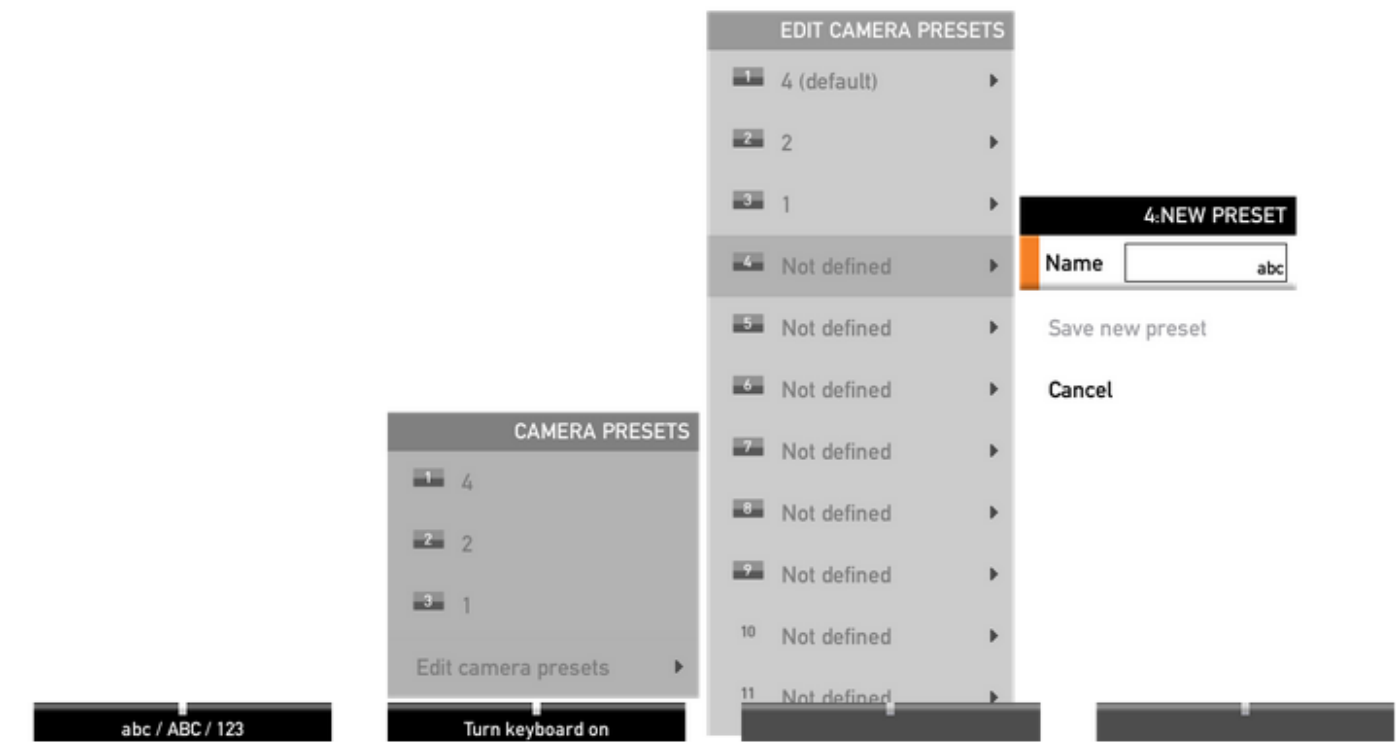 EDIT CAMERA PRESETS
1 4 (default)
2 2
3 1
4 Not defined
5 Not defined
6 Not defined
7 Not defined
8 Not defined
9 Not defined
10 Not defined
11 Not defined
4:NEW PRESET
Name abc
Save new preset
Cancel
CAMERA PRESETS
1 4
2 2
3 1
Edit camera presets
abc / ABC / 123
Turn keyboard on